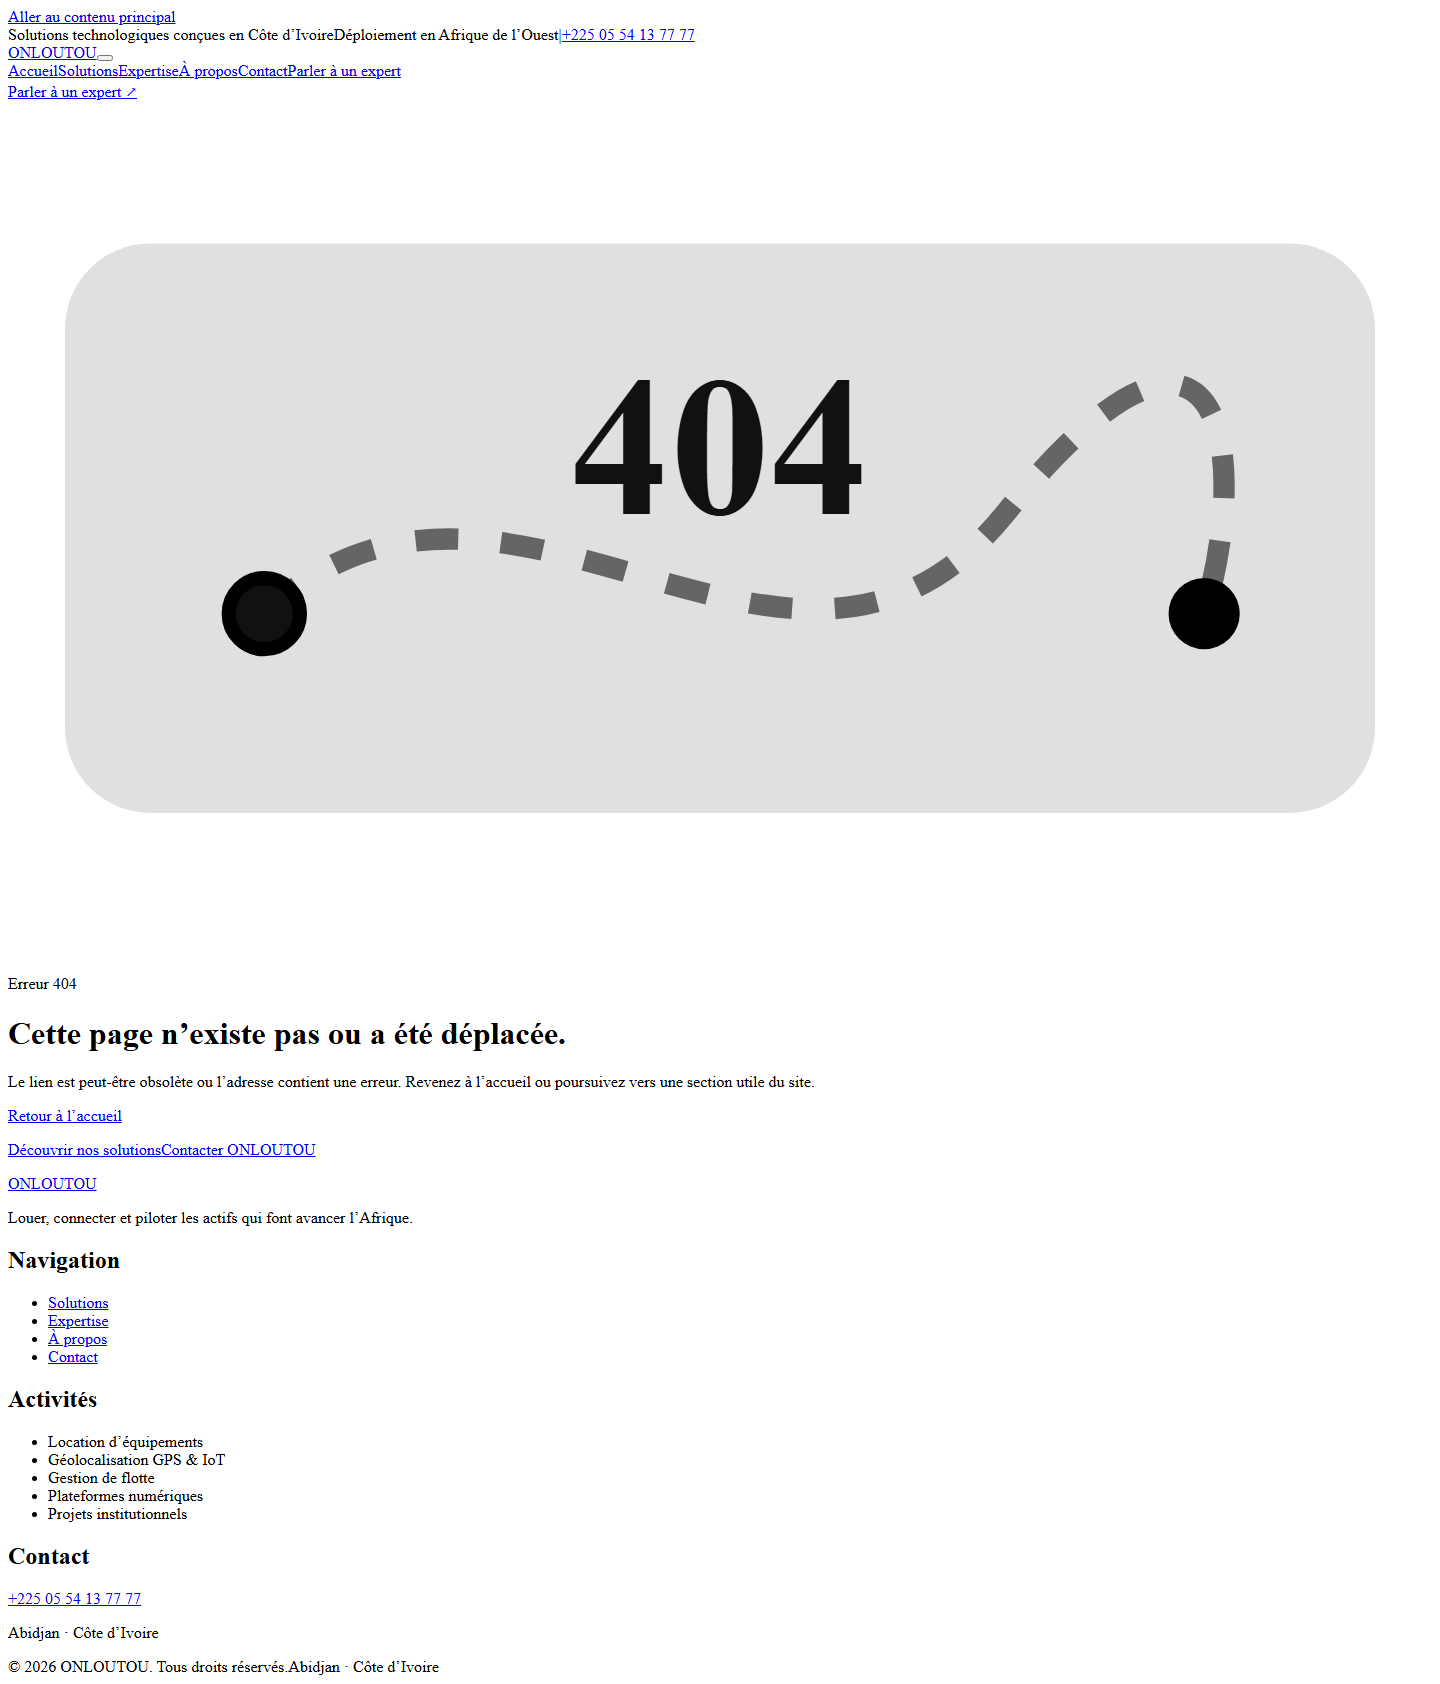 Aller au contenu principal
Solutions technologiques conçues en Côte d’IvoireDéploiement en Afrique de l’Ouest|+225 05 54 13 77 77
ONLOUTOU
AccueilSolutionsExpertiseÀ proposContactParler à un expert
Parler à un expert ↗
404
Erreur 404
Cette page n’existe pas ou a été déplacée.
Le lien est peut-être obsolète ou l’adresse contient une erreur. Revenez à l’accueil ou poursuivez vers une section utile du site.
Retour à l’accueil
Découvrir nos solutionsContacter ONLOUTOU
ONLOUTOU
Louer, connecter et piloter les actifs qui font avancer l’Afrique.
Navigation
Solutions
Expertise
À propos
Contact
Activités
Location d’équipements
Géolocalisation GPS & IoT
Gestion de flotte
Plateformes numériques
Projets institutionnels
Contact
+225 05 54 13 77 77
Abidjan · Côte d’Ivoire
© 2026 ONLOUTOU. Tous droits réservés.Abidjan · Côte d’Ivoire